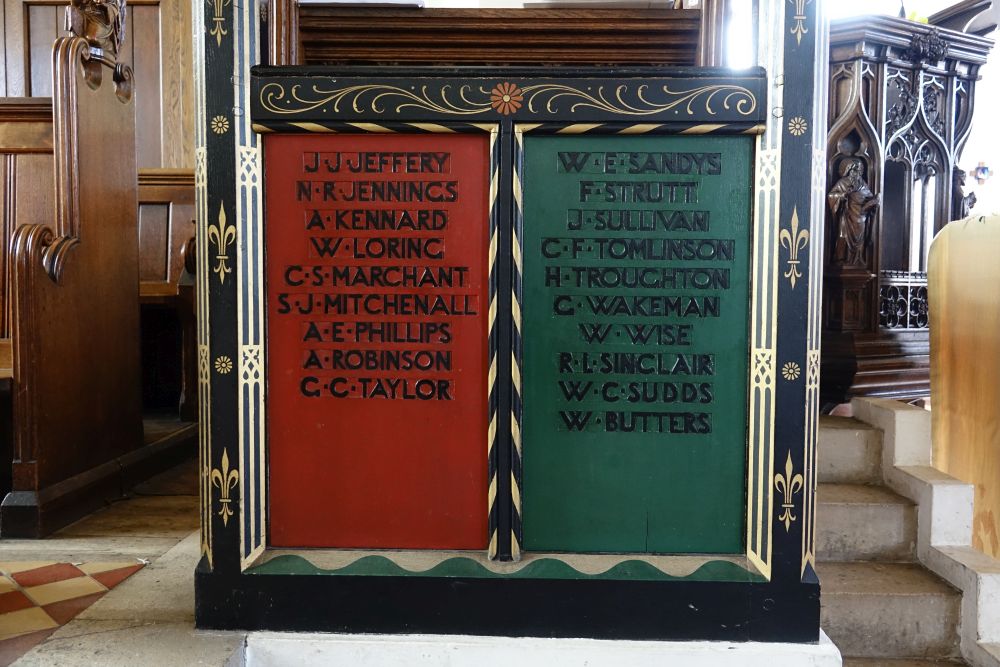 J·J·JEFFERY
N·R·JENNINGS
A·KENNARD
W·LORING
C·S·MARCHANT
S·J·MITCHENALL
A·E·PHILLIPS
A·ROBINSON
G·C·TAYLOR
W·E·SANDYS
F·STRUTT
J·SULLIVAN
C·F·TOMLINSON
H·TROUGHTON
G·WAKEMAN
W·WISE
R·L·SINCLAIR
W·C·SUDDS
W·BUTTERS